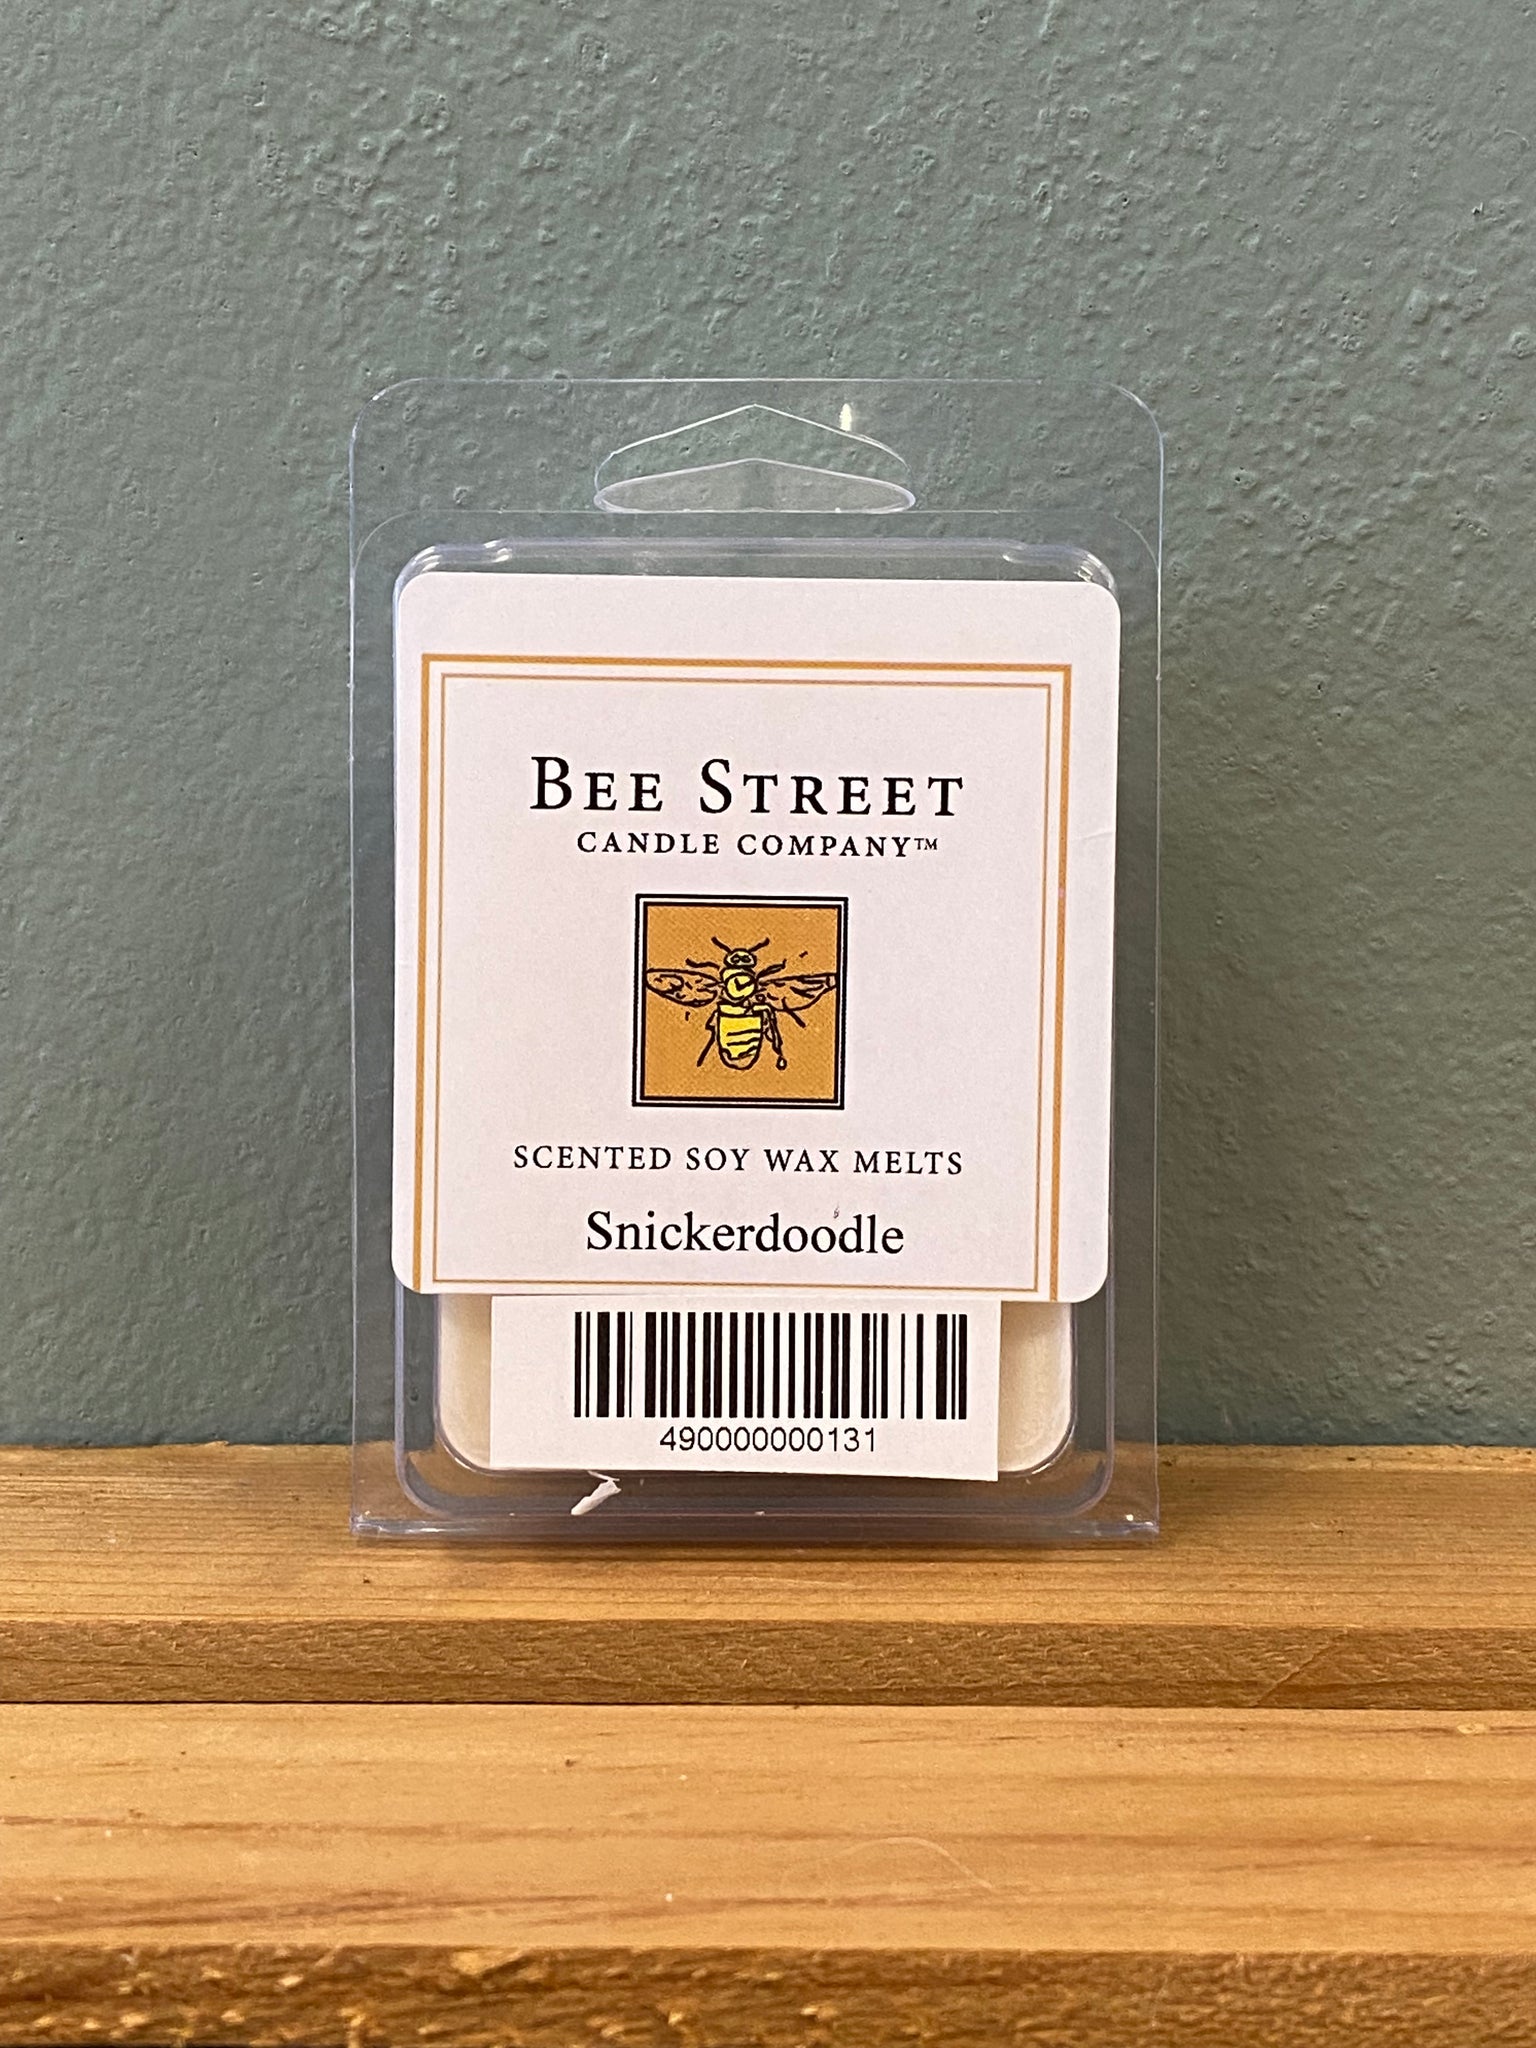 BEE STREET
CANDLE COMPANY™
SCENTED SOY WAX MELTS
Snickerdoodle
490000000131